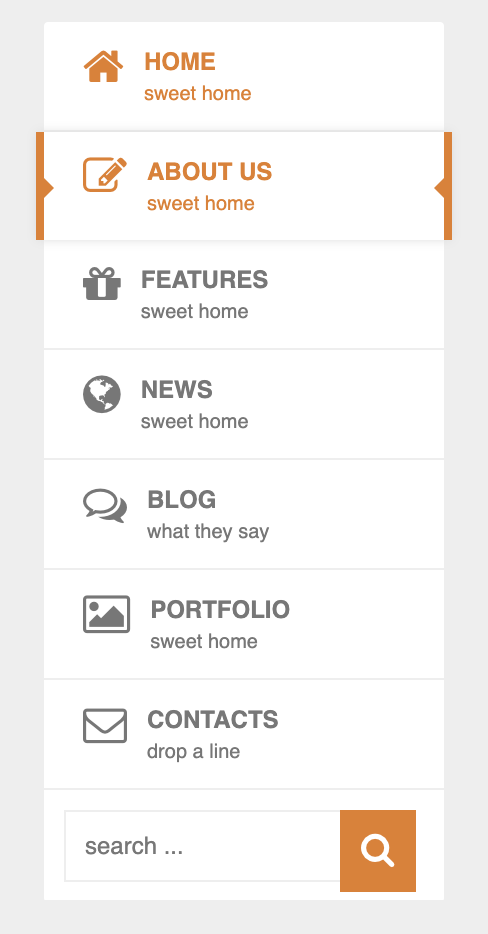 HOME
sweet home
ABOUT US
sweet home
FEATURES
sweet home
NEWS
sweet home
BLOG
what they say
PORTFOLIO
sweet home
CONTACTS
drop a line
search ...